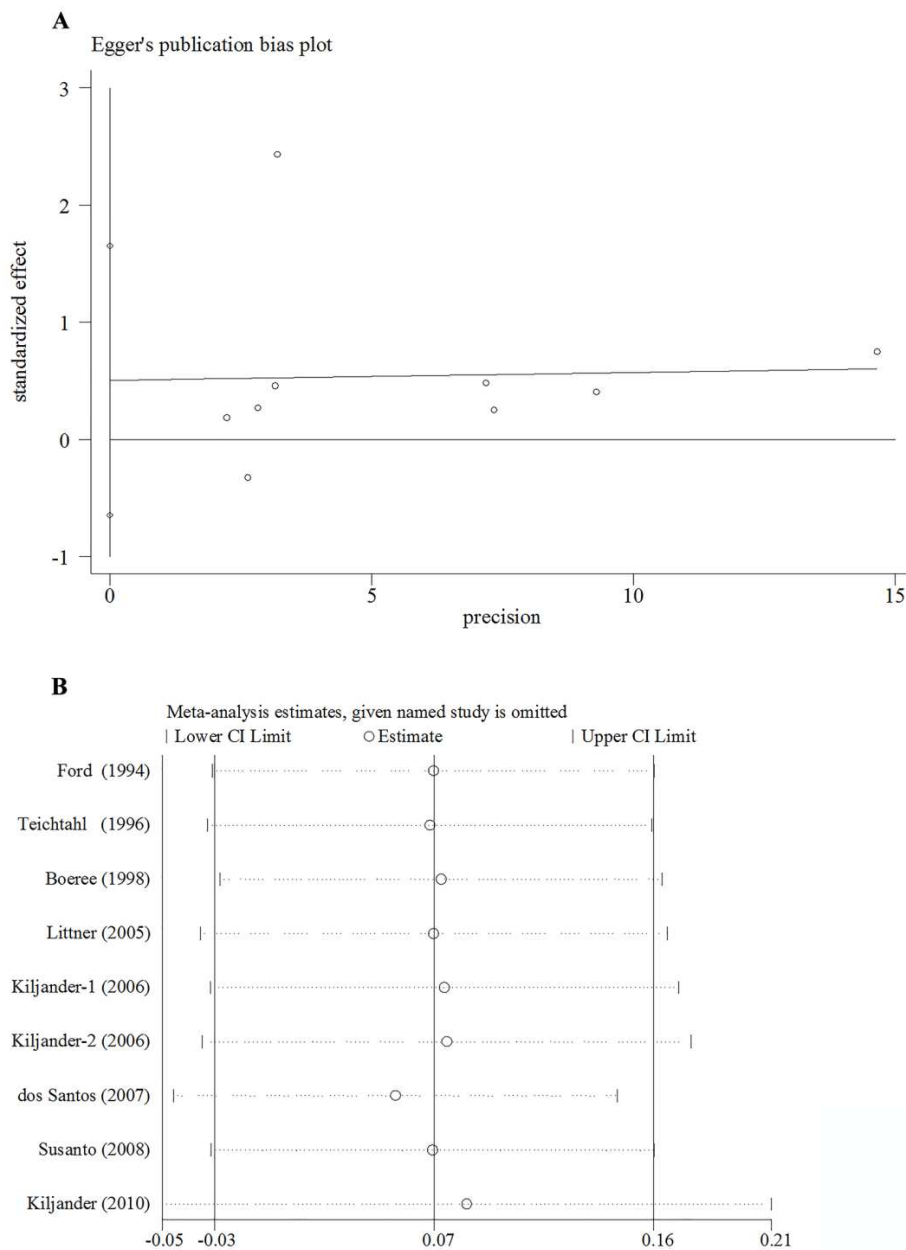 A
Egger's publication bias plot
3
2
1
0
-1
standardized effect
0
5
10
15
precision
B
Meta-analysis estimates, given named study is omitted
| Lower CI Limit ○ Estimate | Upper CI Limit
Ford (1994)
Teichtahl (1996)
Boeree (1998)
Littner (2005)
Kiljander-1 (2006)
Kiljander-2 (2006)
dos Santos (2007)
Susanto (2008)
Kiljander (2010)
-0.05 -0.03 0.07 0.16 0.21